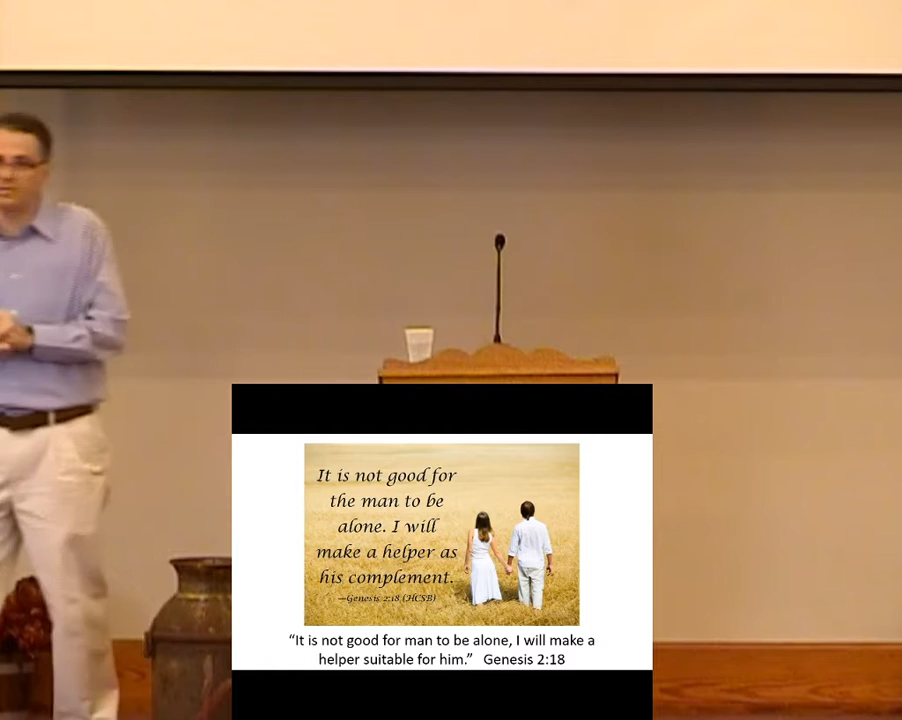 It is not good for
the man to be
alone. I will
make a helper as
his complement.
—Genesis 2:18 (HCSB)
“It is not good for man to be alone, I will make a
helper suitable for him.”   Genesis 2:18